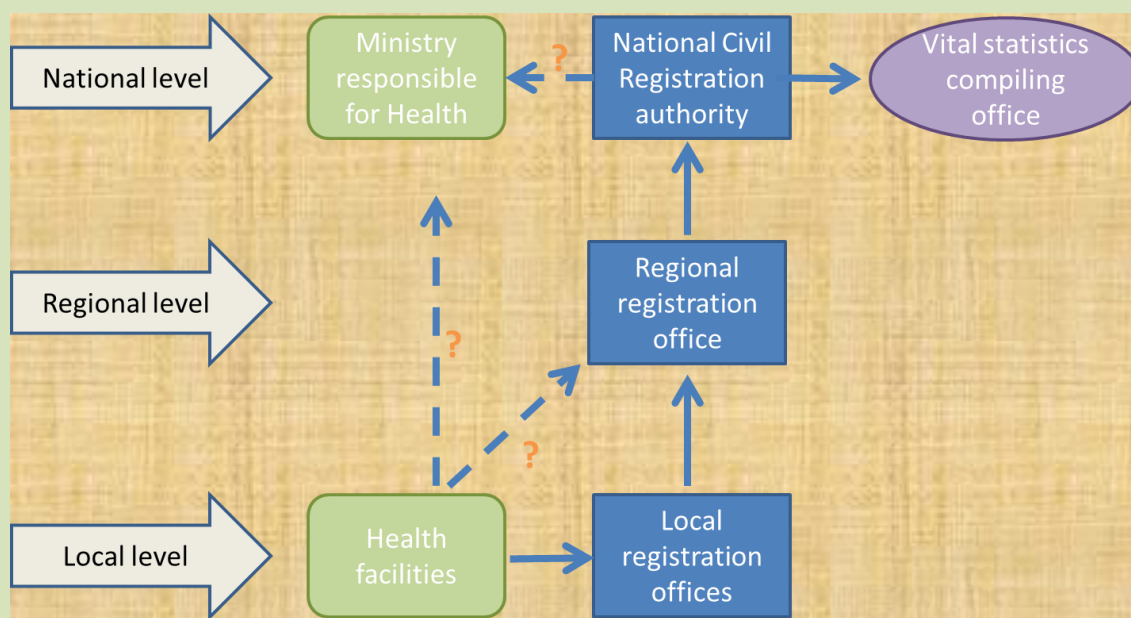 National level
Ministry
responsible
for Health
?
National Civil
Registration
authority
Vital statistics
compiling
office
Regional level
Regional
registration
office
?
?
Local level
Health
facilities
Local
registration
offices